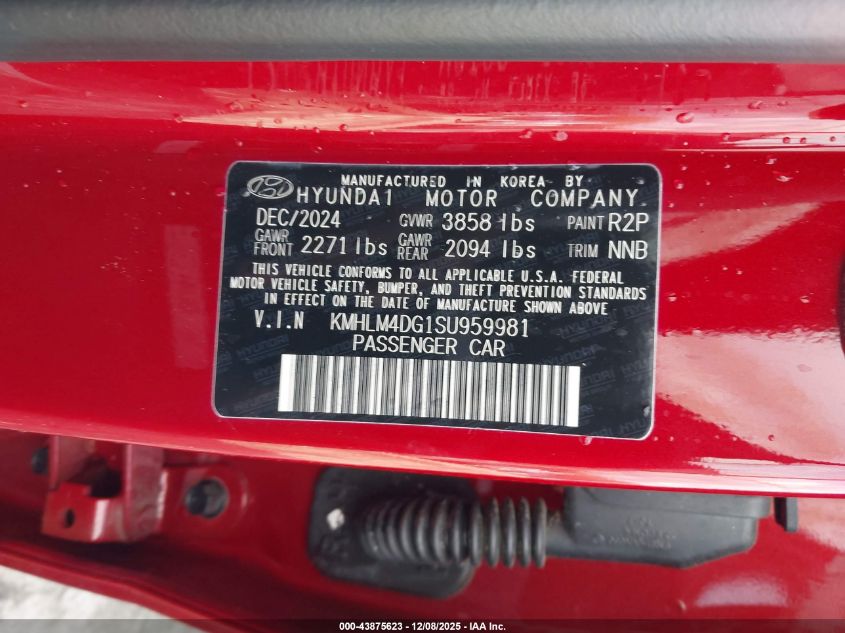 MANUFACTURED IN KOREA BY
HYUNDAI MOTOR COMPANY
DEC/2024 GVWR 3858 lbs PAINT R2P
GAWR FRONT 2271 lbs GAWR REAR 2094 lbs TRIM NNB
THIS VEHICLE CONFORMS TO ALL APPLICABLE U.S.A. FEDERAL
MOTOR VEHICLE SAFETY, BUMPER, AND THEFT PREVENTION STANDARDS
IN EFFECT ON THE DATE OF MANUFACTURE SHOWN ABOVE
V.I.N KMHLM4DG1SU959981
PASSENGER CAR
000-43875623 • 12/08/2025 • IAA Inc.